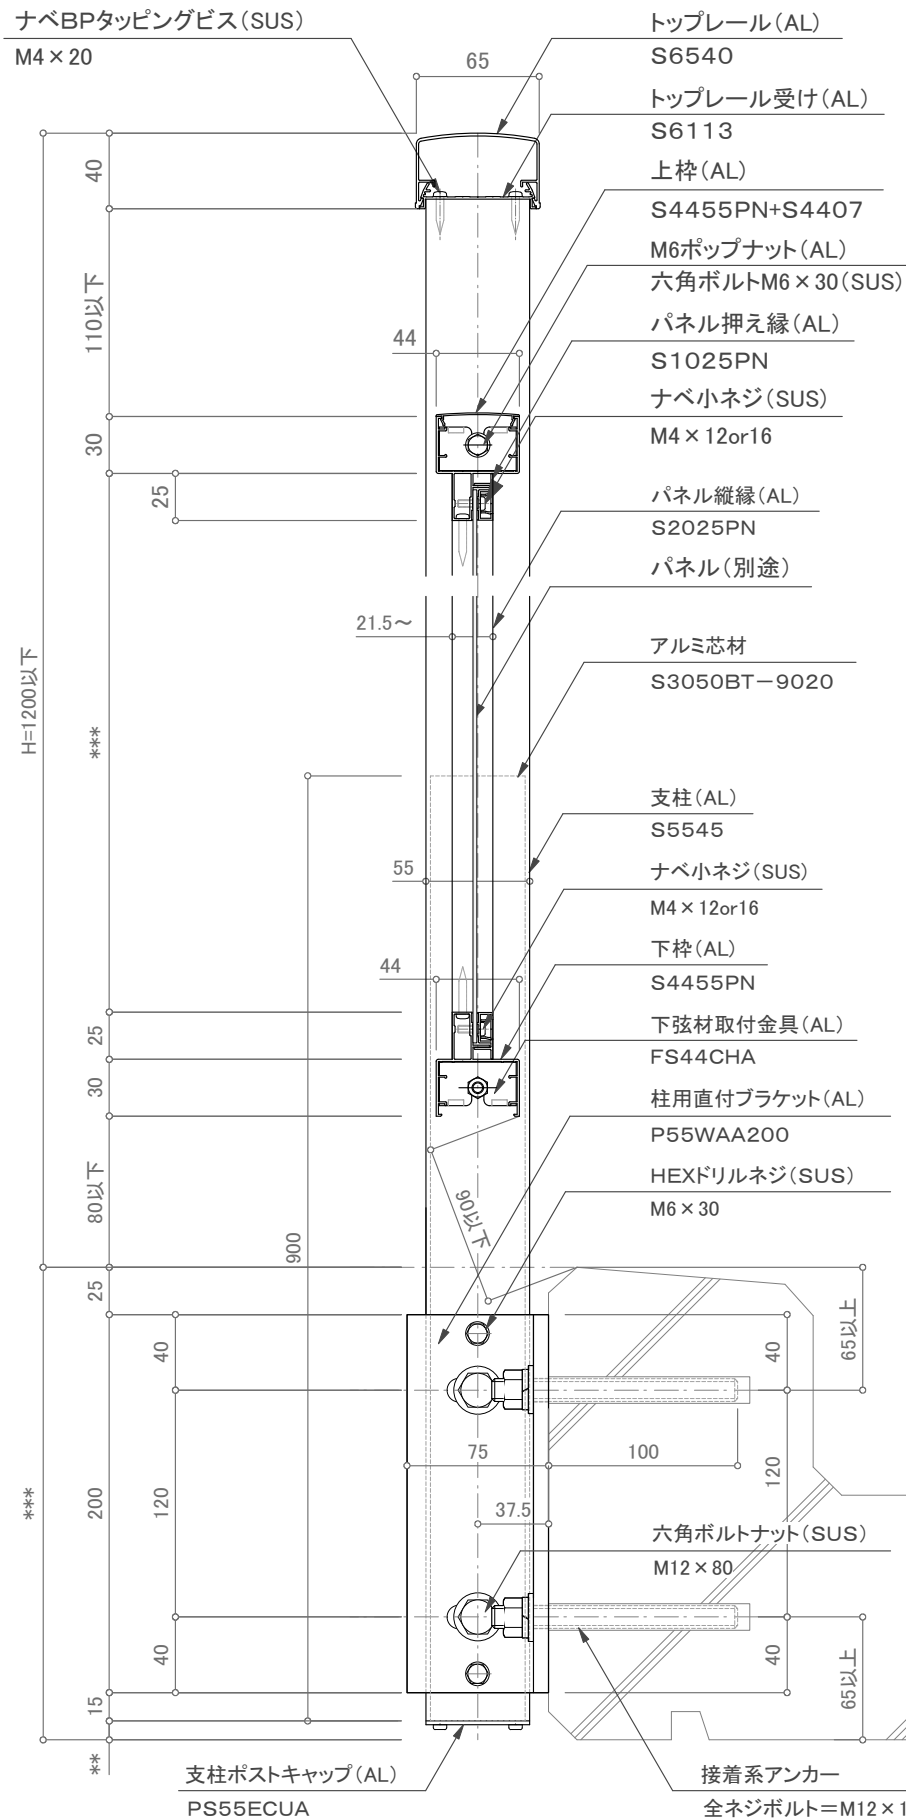 ナベBPタッピングビス(SUS)
M4×20
トップレール(AL)
S6540
65
トップレール受け(AL)
S6113
40
上枠(AL)
S4455PN+S4407
M6ポップナット(AL)
六角ボルトM6×30(SUS)
110以下
パネル押え縁(AL)
S1025PN
44
ナベ小ネジ(SUS)
M4×12or16
30
25
パネル縦縁(AL)
S2025PN
パネル(別途)
21.5~
アルミ芯材
S3050BT-9020
H=1200以下
***
支柱(AL)
S5545
55
ナベ小ネジ(SUS)
M4×12or16
下枠(AL)
S4455PN
44
下弦材取付金具(AL)
FS44CHA
25
30
柱用直付ブラケット(AL)
P55WAA200
HEXドリルネジ(SUS)
M6×30
80以下
90以下
900
25
40
40
65以上
75
100
120
120
200
***
37.5
六角ボルトナット(SUS)
M12×80
40
40
65以上
15
**
支柱ポストキャップ(AL)
PS55ECUA
接着系アンカー
全ネジボルト=M12×1